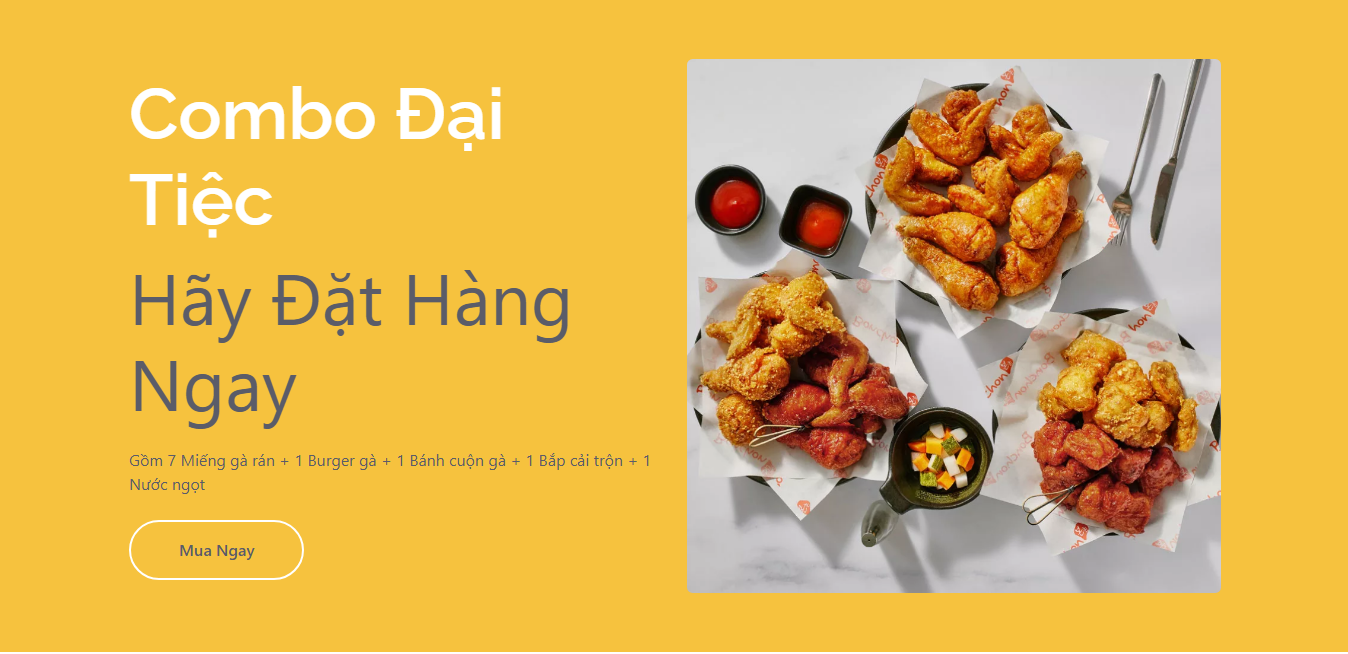 Combo Đại
Tiệc
Hãy Đặt Hàng
Ngay
Gồm 7 Miếng gà rán + 1 Burger gà + 1 Bánh cuộn gà + 1 Bắp cải trộn + 1
Nước ngọt
Mua Ngay